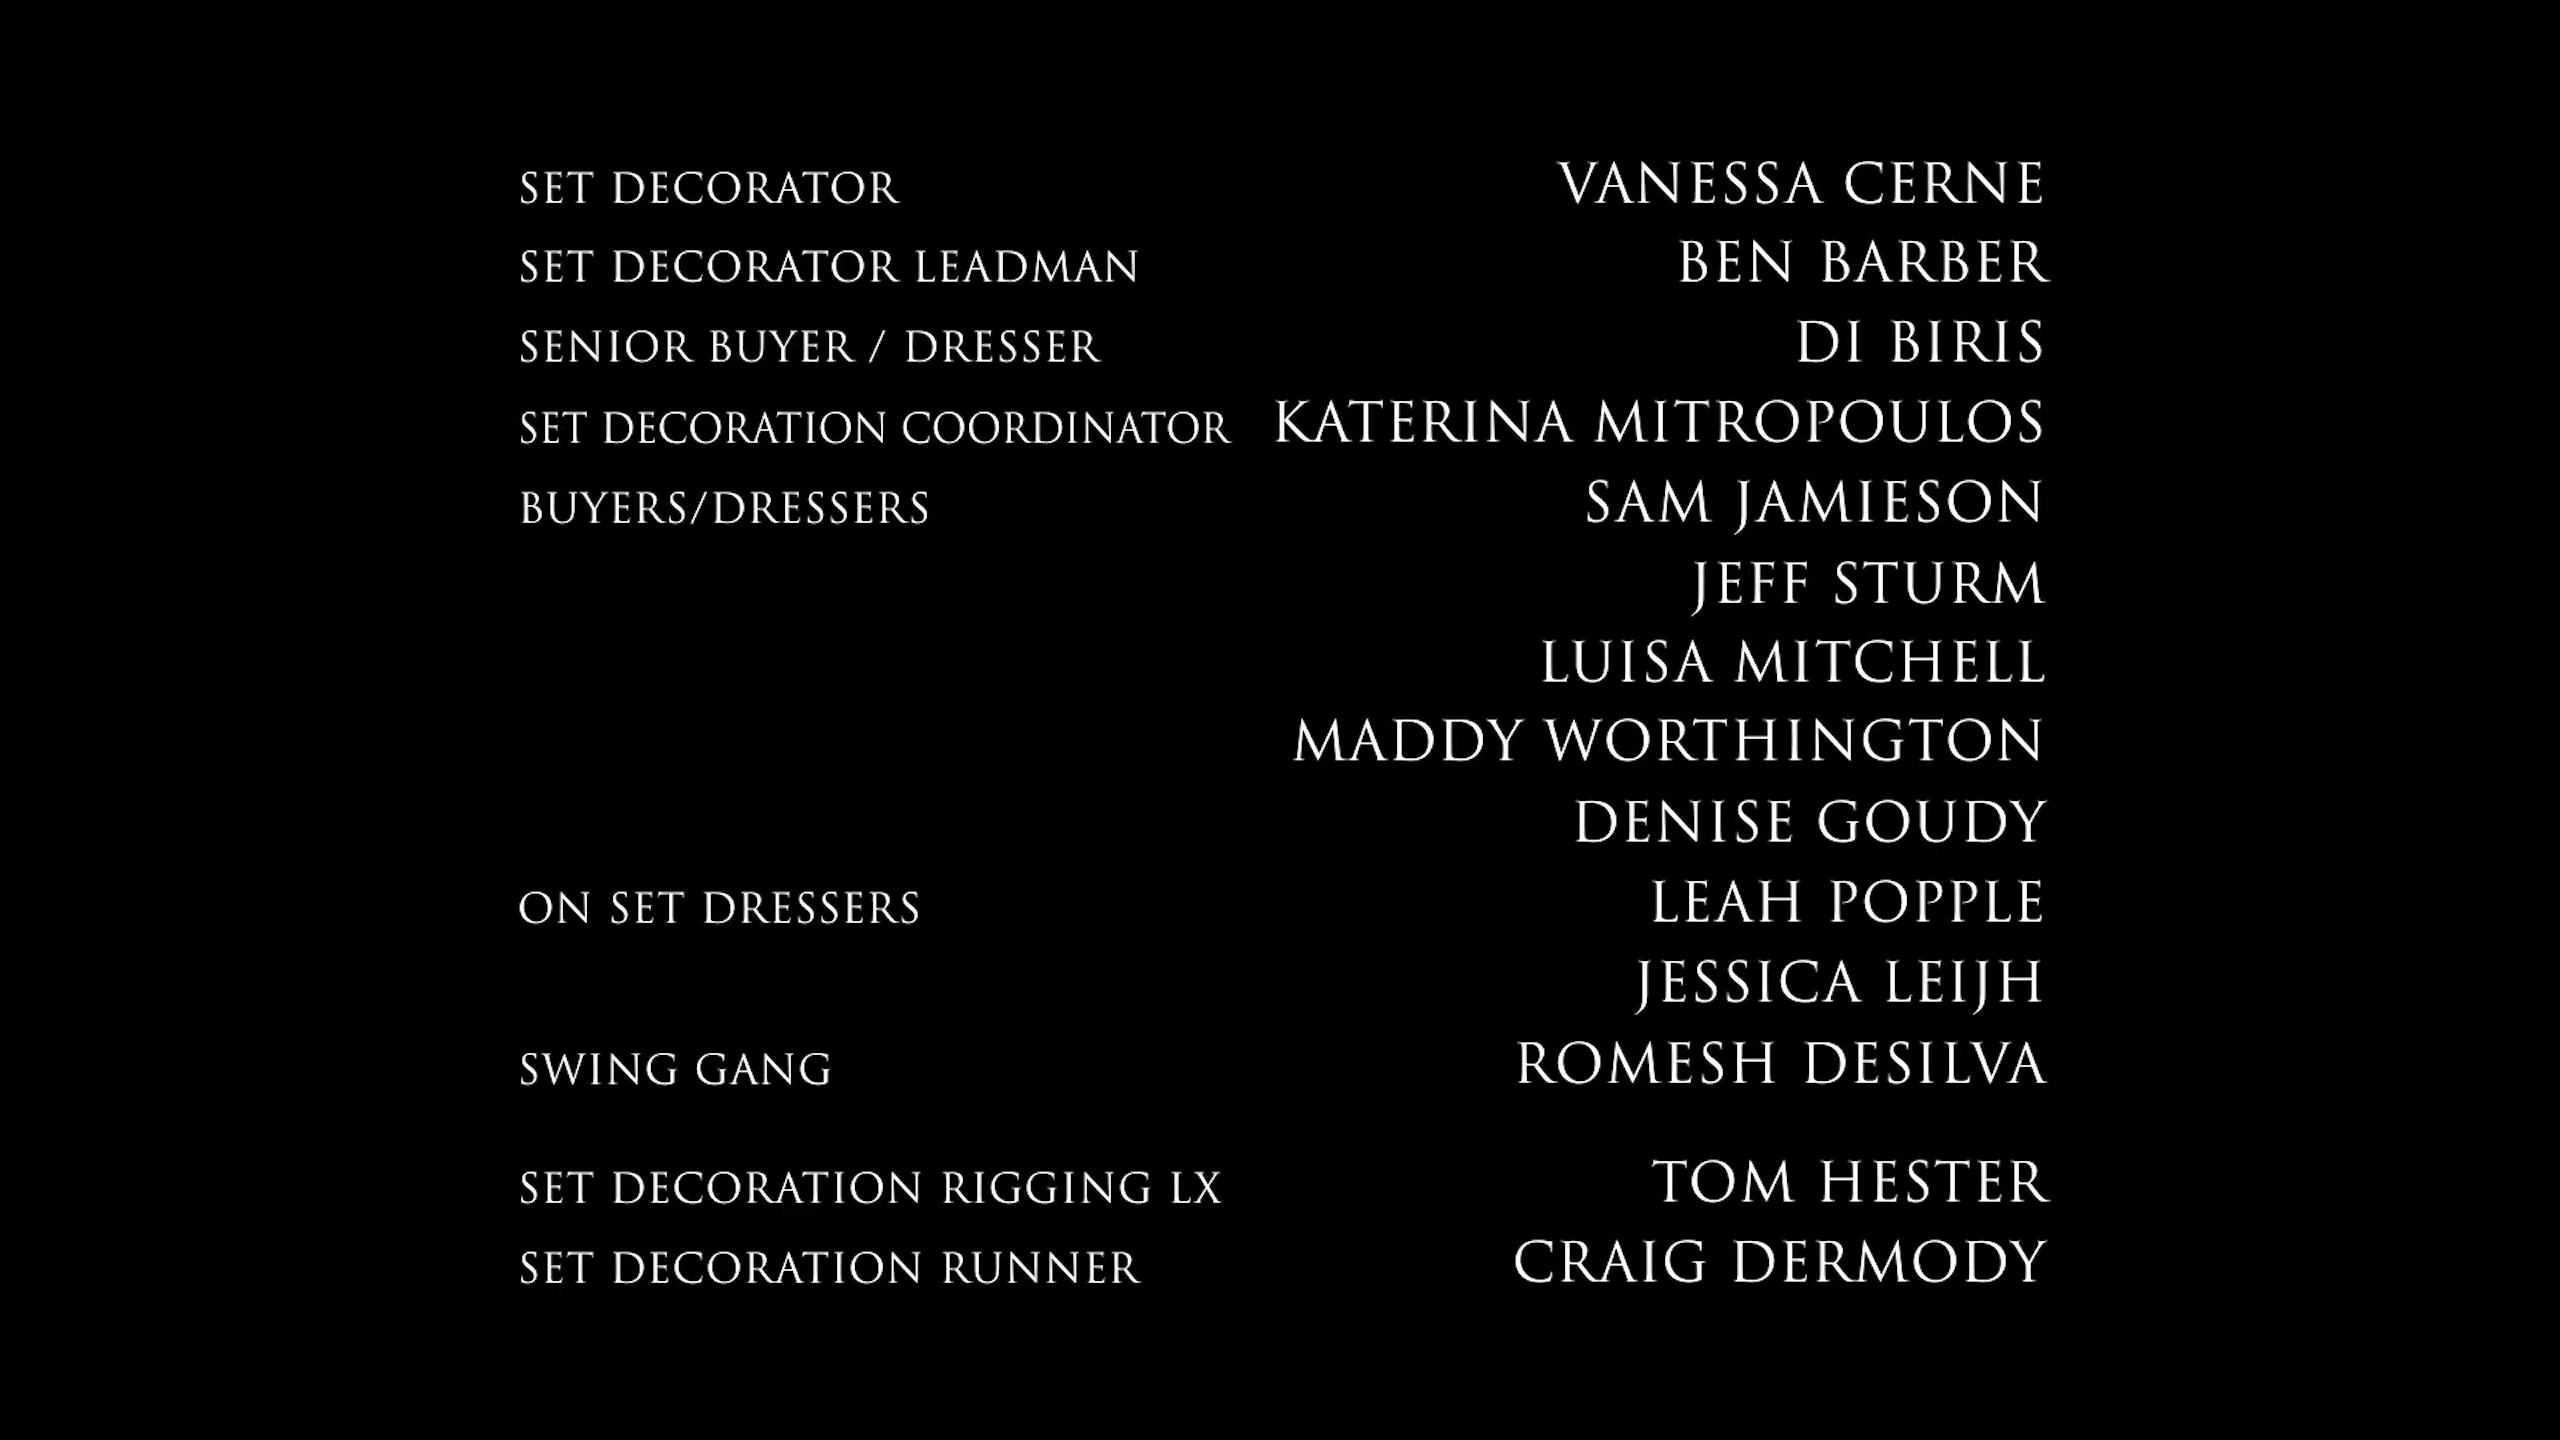 SET DECORATOR VANESSA CERNE
SET DECORATOR LEADMAN BEN BARBER
SENIOR BUYER / DRESSER DI BIRIS
SET DECORATION COORDINATOR KATERINA MITROPOULOS
BUYERS/DRESSERS SAM JAMIESON
JEFF STURM
LUISA MITCHELL
MADDY WORTHINGTON
DENISE GOUDY
ON SET DRESSERS LEAH POPPLE
JESSICA LEIJH
SWING GANG ROMESH DESILVA
SET DECORATION RIGGING LX TOM HESTER
SET DECORATION RUNNER CRAIG DERMODY